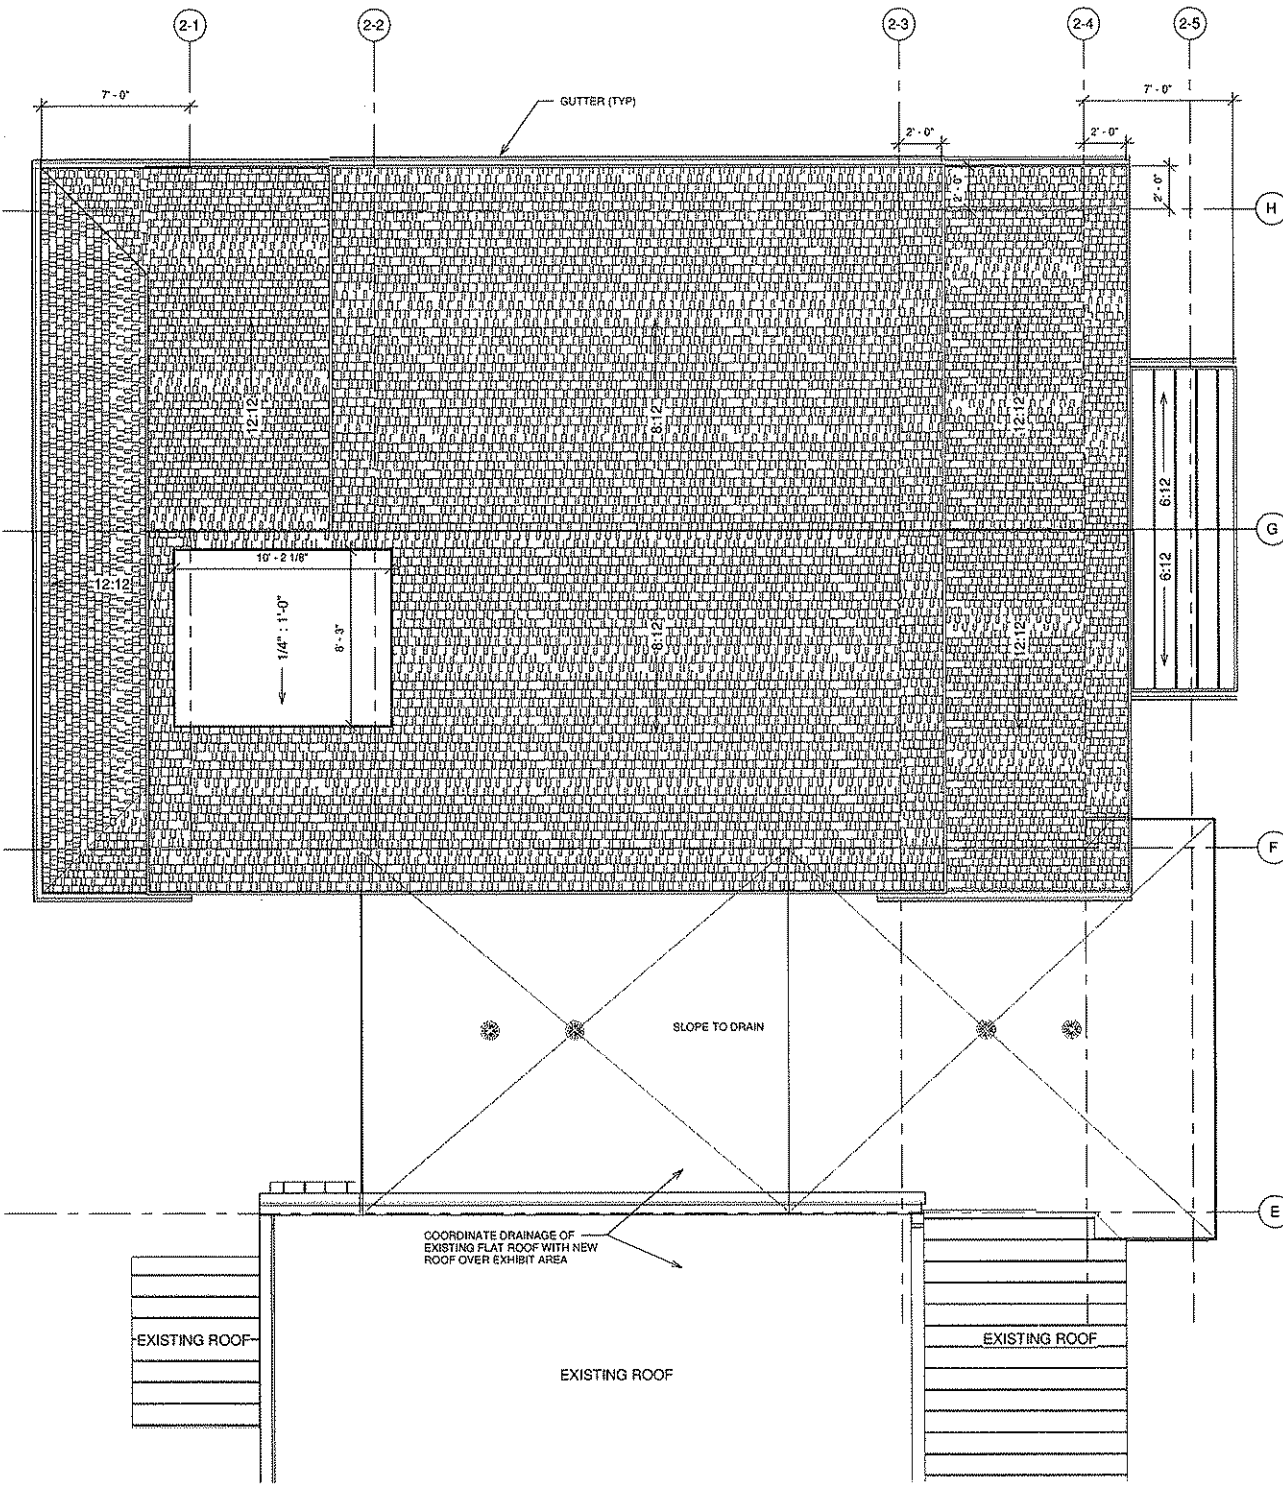 2-1
2-2
2-3
2-4
2-5
7' - 0"
GUTTER (TYP)
7' - 0"
2' - 0"
2' - 0"
2' - 0"
2' - 0"
H
12:12
8:12
12:12
6:12
G
10' - 2 1/8"
12:12
1/4" : 1'-0"
8' - 3"
8:12
12:12
6:12
F
SLOPE TO DRAIN
E
COORDINATE DRAINAGE OF
EXISTING FLAT ROOF WITH NEW
ROOF OVER EXHIBIT AREA
EXISTING ROOF
EXISTING ROOF
EXISTING ROOF